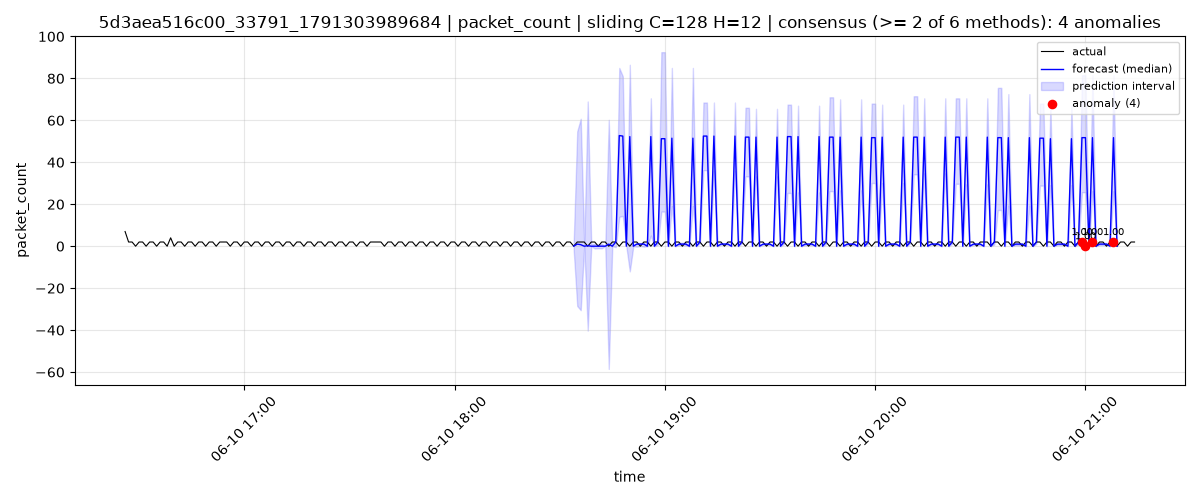 5d3aea516c00_33791_1791303989684 | packet_count | sliding C=128 H=12 | consensus (>= 2 of 6 methods): 4 anomalies
packet_count
100
80
60
40
20
0
−20
−40
−60
actual
forecast (median)
prediction interval
anomaly (4)
1.00
06-10 17:00
06-10 18:00
06-10 19:00
06-10 20:00
06-10 21:00
time